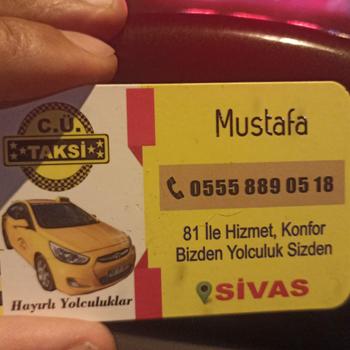 C.Ü.
TAKSİ
Hayırlı Yolculuklar
Mustafa
0555 889 05 18
81 İle Hizmet, Konfor
Bizden Yolculuk Sizden
SİVAS